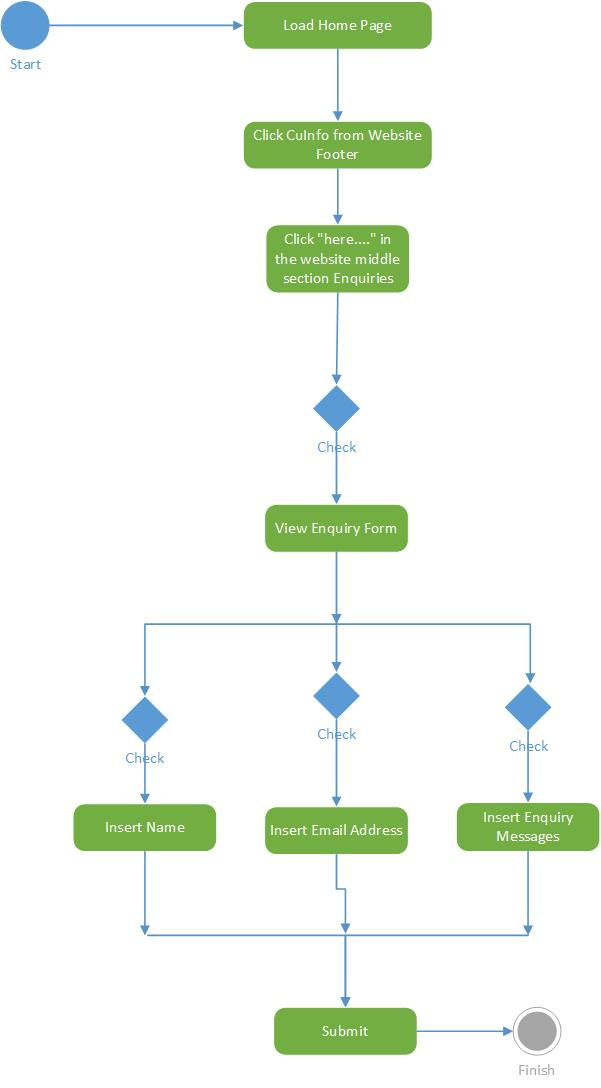 Load Home Page
Start
Click CuInfo from Website
Footer
Click "here...." in
the website middle
section Enquiries
Check
View Enquiry Form
Check
Check
Check
Insert Name
Insert Email Address
Insert Enquiry
Messages
Submit
Finish